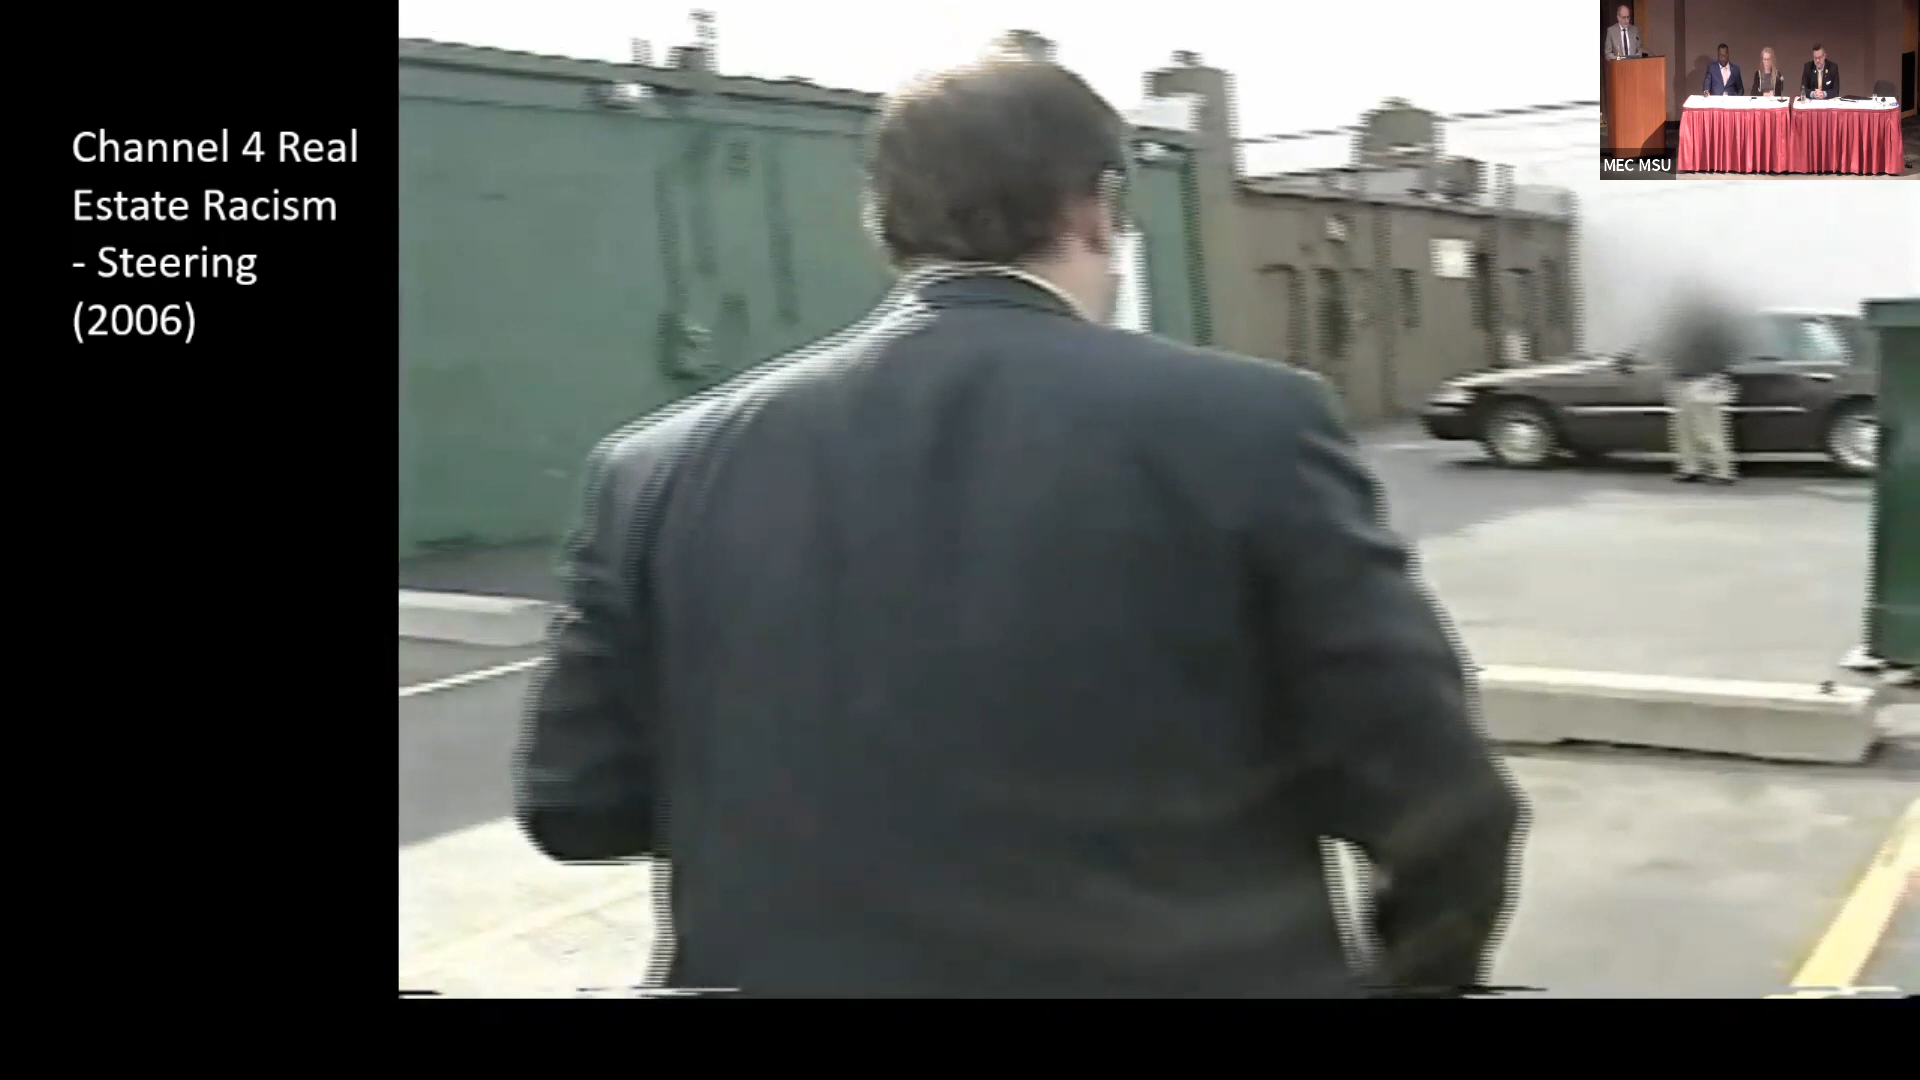 Channel 4 Real
Estate Racism
- Steering
(2006)
MEC MSU